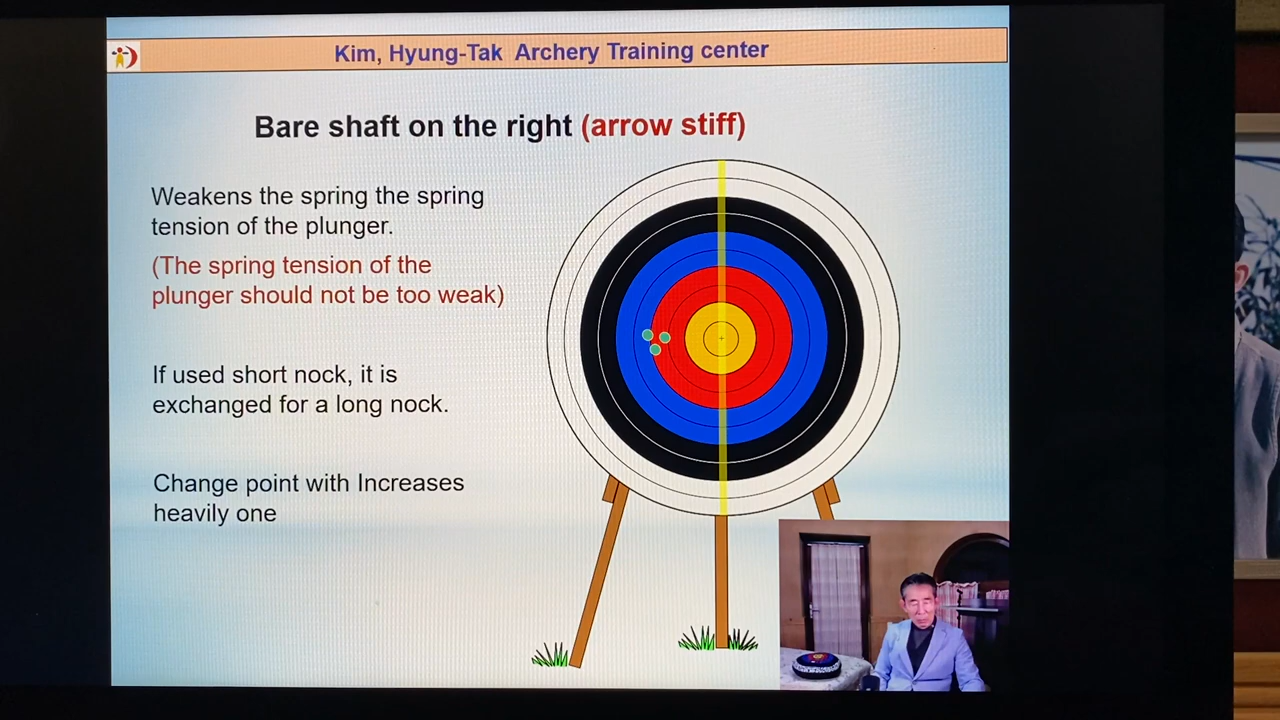 Kim, Hyung-Tak Archery Training center
Bare shaft on the right (arrow stiff)
Weakens the spring the spring
tension of the plunger.
(The spring tension of the
plunger should not be too weak)
If used short nock, it is
exchanged for a long nock.
Change point with Increases
heavily one